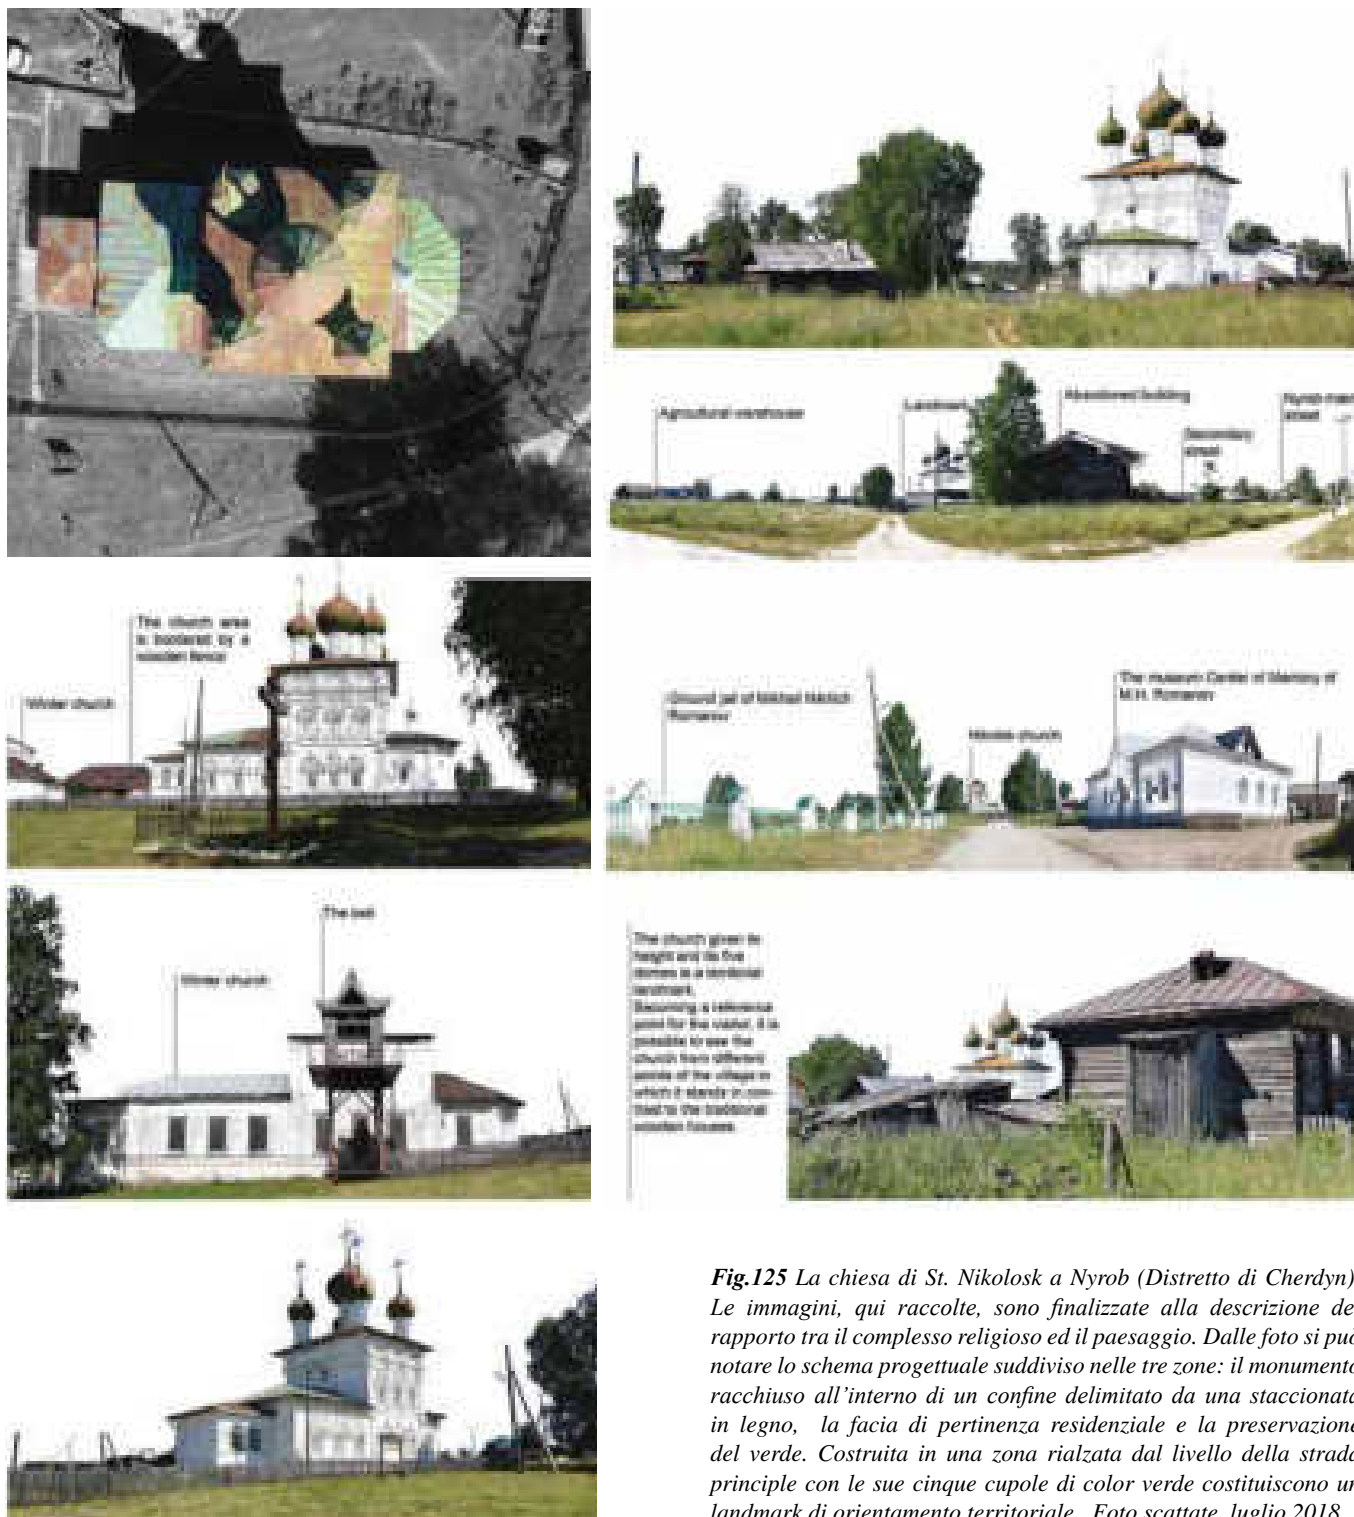 Agricultural warehouse
Landmark
Abandoned building
Secondary
street
Nyrob main
street
The church area
is bordered by a
wooden fence
Winter church
Ground jail of Mikhail Nikitich
Romanov
Nikolsk church
The museum Center of Memory of
M.N. Romanov
The bell
Winter church
The church given its
height and its five
domes is a territorial
landmark.
Becoming a reference
point for the visitor, it is
possible to see the
church from different
points of the village in
which it stands in con-
trast to the traditional
wooden houses.
Fig.125 La chiesa di St. Nikolosk a Nyrob (Distretto di Cherdyn)
Le immagini, qui raccolte, sono finalizzate alla descrizione de
rapporto tra il complesso religioso ed il paesaggio. Dalle foto si può
notare lo schema progettuale suddiviso nelle tre zone: il monumento
racchiuso all'interno di un confine delimitato da una staccionata
in legno, la facia di pertinenza residenziale e la preservazione
del verde. Costruita in una zona rialzata dal livello della strada
principle con le sue cinque cupole di color verde costituiscono un
landmark di orientamento territoriale. Foto scattate luglio 2018